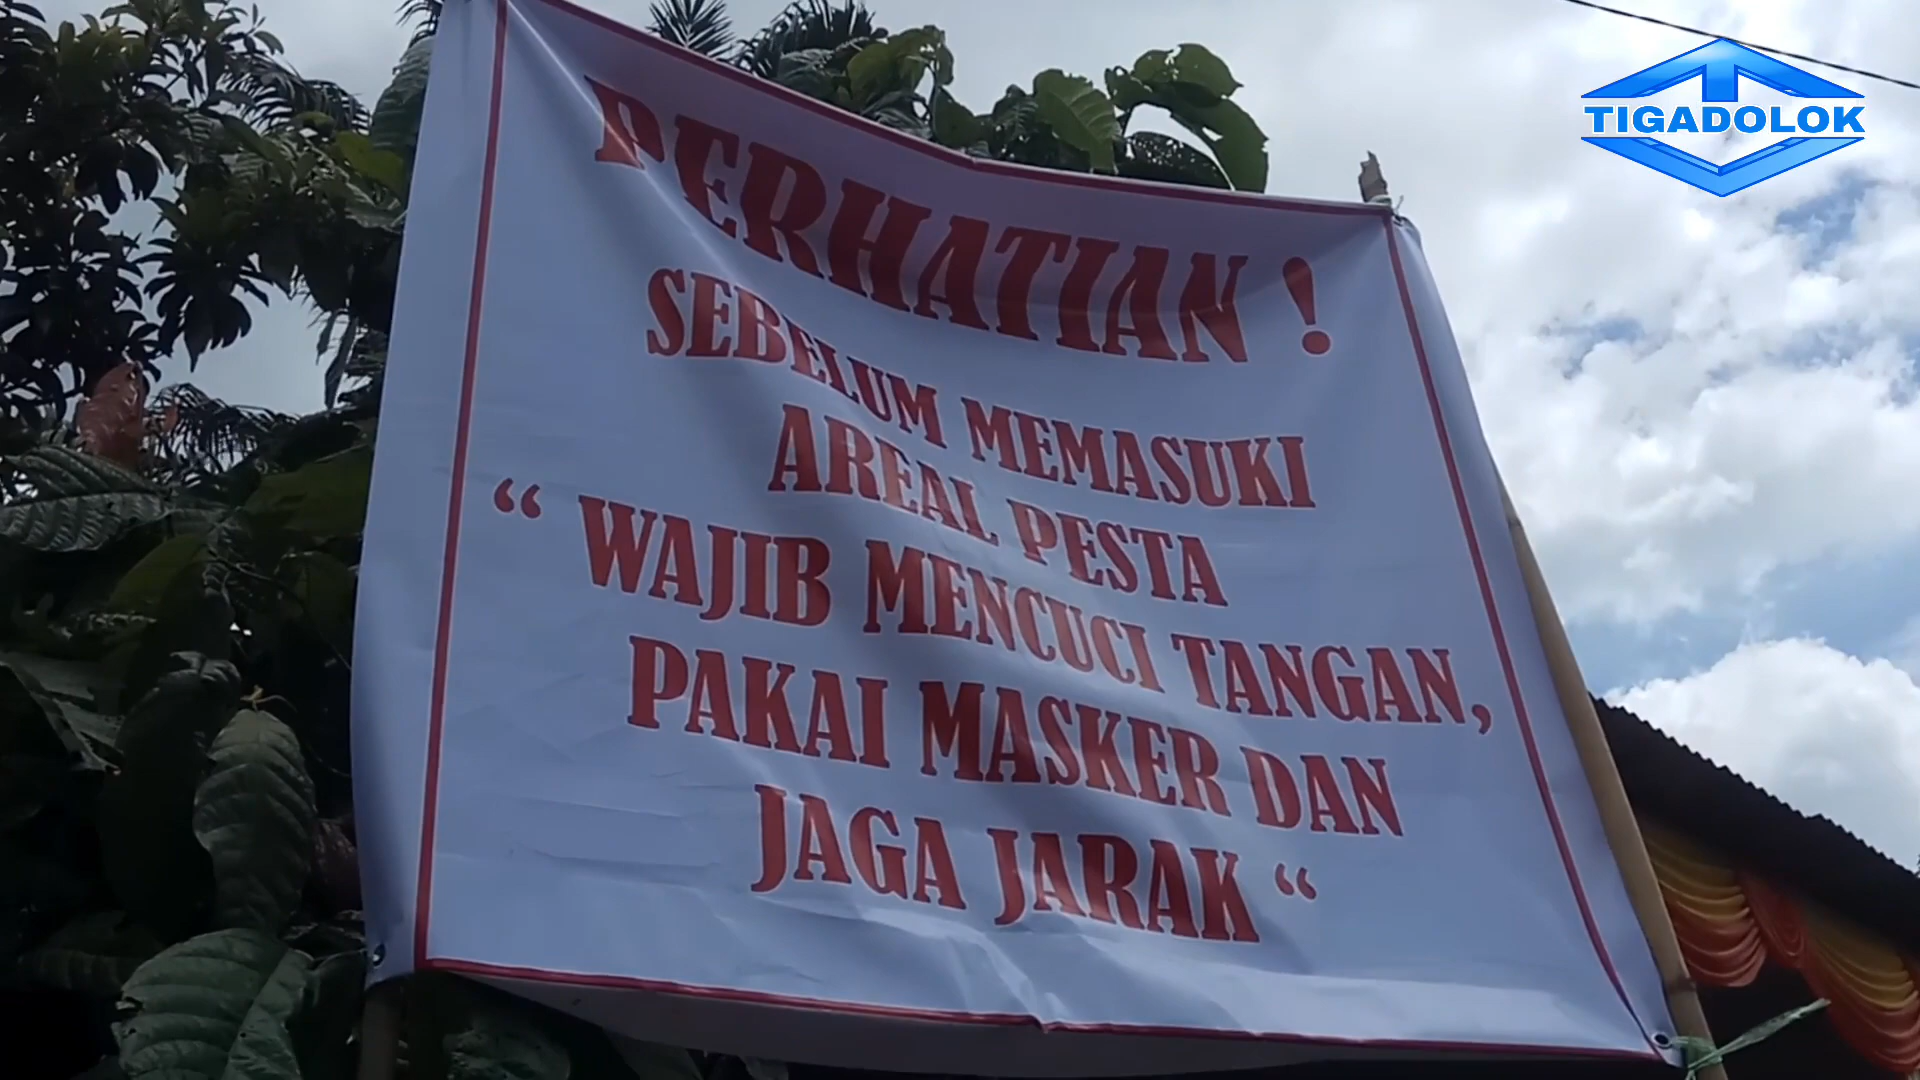 TIGADOLOK
PERHATIAN !
SEBELUM MEMASUKI
AREAL PESTA
“ WAJIB MENCUCI TANGAN,
PAKAI MASKER DAN
JAGA JARAK “